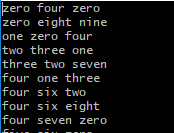 zero four zero
zero eight nine
one zero four
two three one
three two seven
four one three
four six two
four six eight
four seven zero